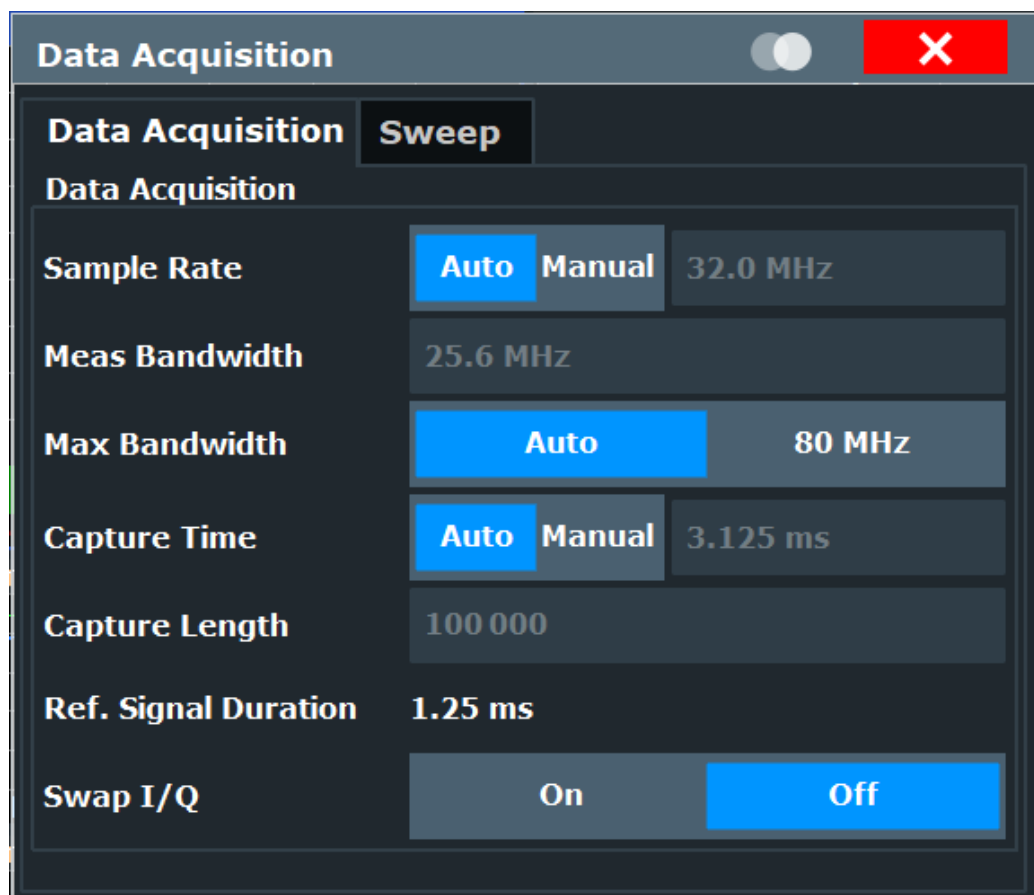 Data Acquisition
Data Acquisition Sweep
Data Acquisition
Sample Rate Auto Manual 32.0 MHz
Meas Bandwidth 25.6 MHz
Max Bandwidth Auto 80 MHz
Capture Time Auto Manual 3.125 ms
Capture Length 100 000
Ref. Signal Duration 1.25 ms
Swap I/Q On Off